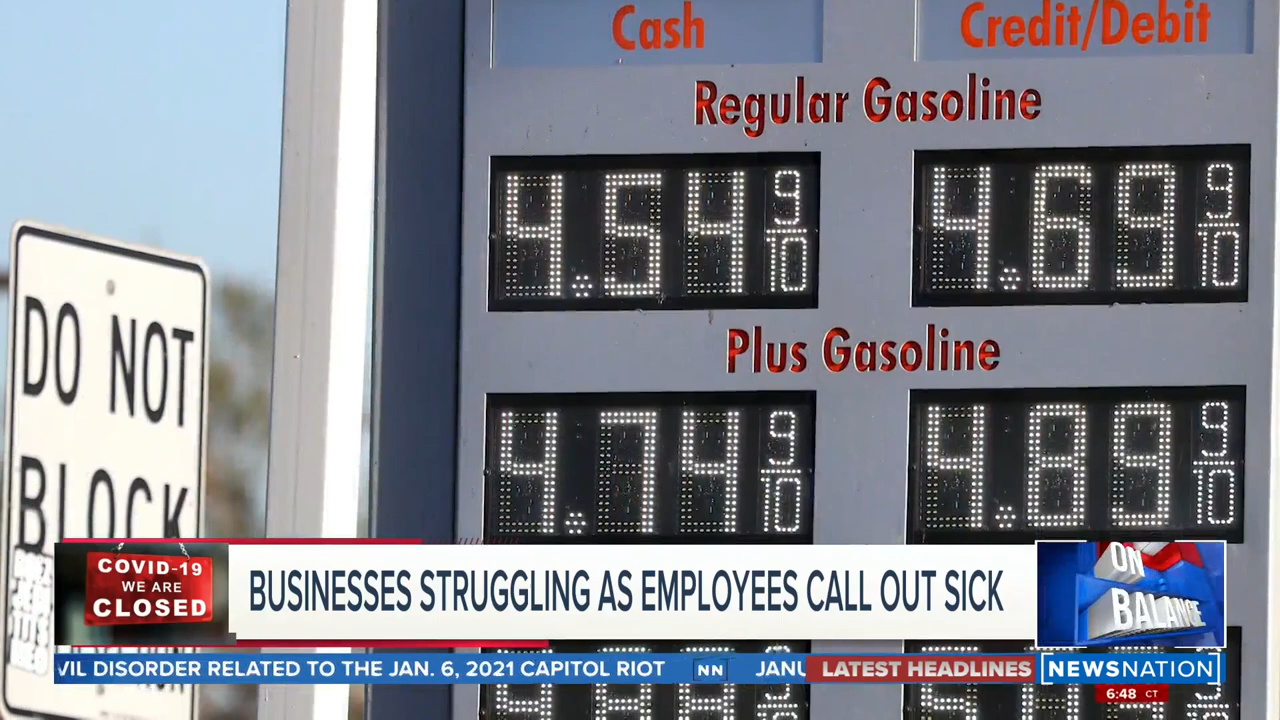 Cash
Credit/Debit
Regular Gasoline
4.54 9/10
4.69 9/10
Plus Gasoline
4.74 9/10
4.89 9/10
DO NOT
BLOCK
COVID-19
WE ARE
CLOSED
BUSINESSES STRUGGLING AS EMPLOYEES CALL OUT SICK
ON
BALANCE
VIL DISORDER RELATED TO THE JAN. 6, 2021 CAPITOL RIOT
NN
JANU
LATEST HEADLINES
NEWSNATION
6:48 CT